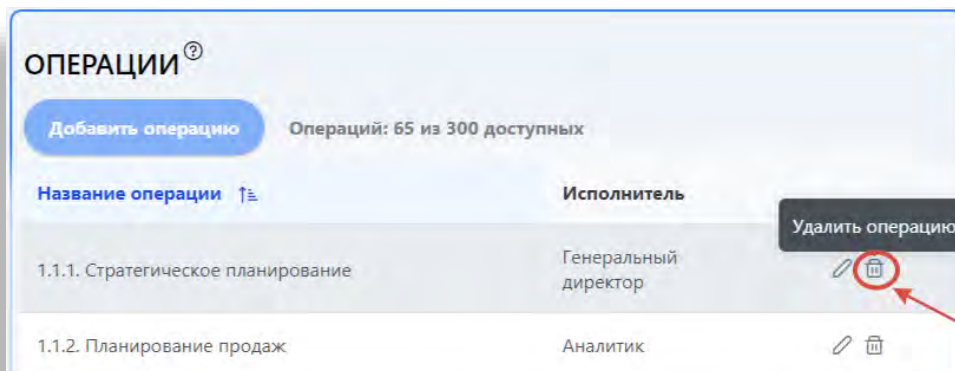 ОПЕРАЦИИ
Добавить операцию Операций: 65 из 300 доступных
Название операции Исполнитель
Удалить операцию
1.1.1. Стратегическое планирование Генеральный
директор
1.1.2. Планирование продаж Аналитик